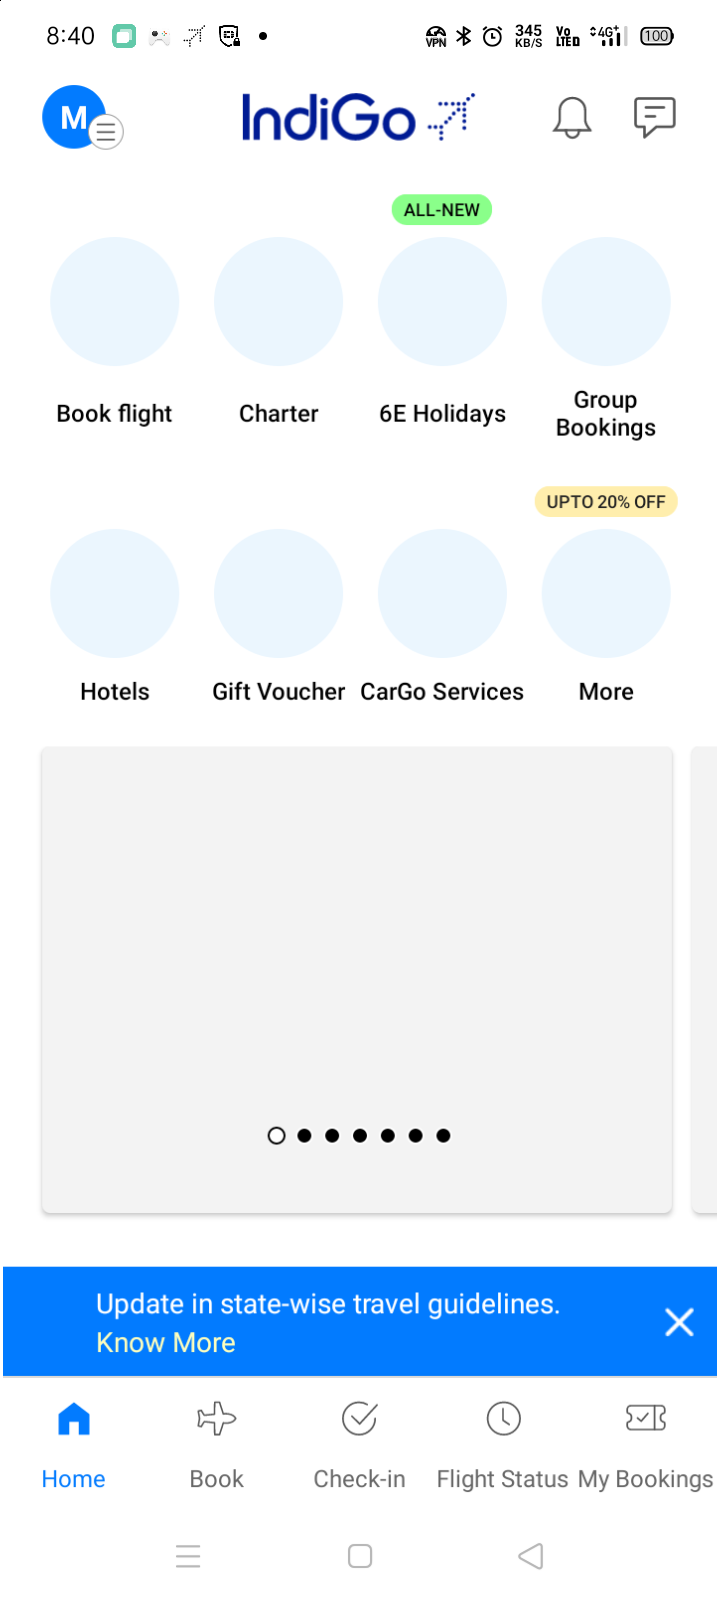 8:40
VPN
345
KB/S
Vo
LTE
4G+
100
M
IndiGo
ALL-NEW
Book flight
Charter
6E Holidays
Group
Bookings
UPTO 20% OFF
Hotels
Gift Voucher
CarGo Services
More
Update in state-wise travel guidelines.
Know More
Home
Book
Check-in
Flight Status
My Bookings